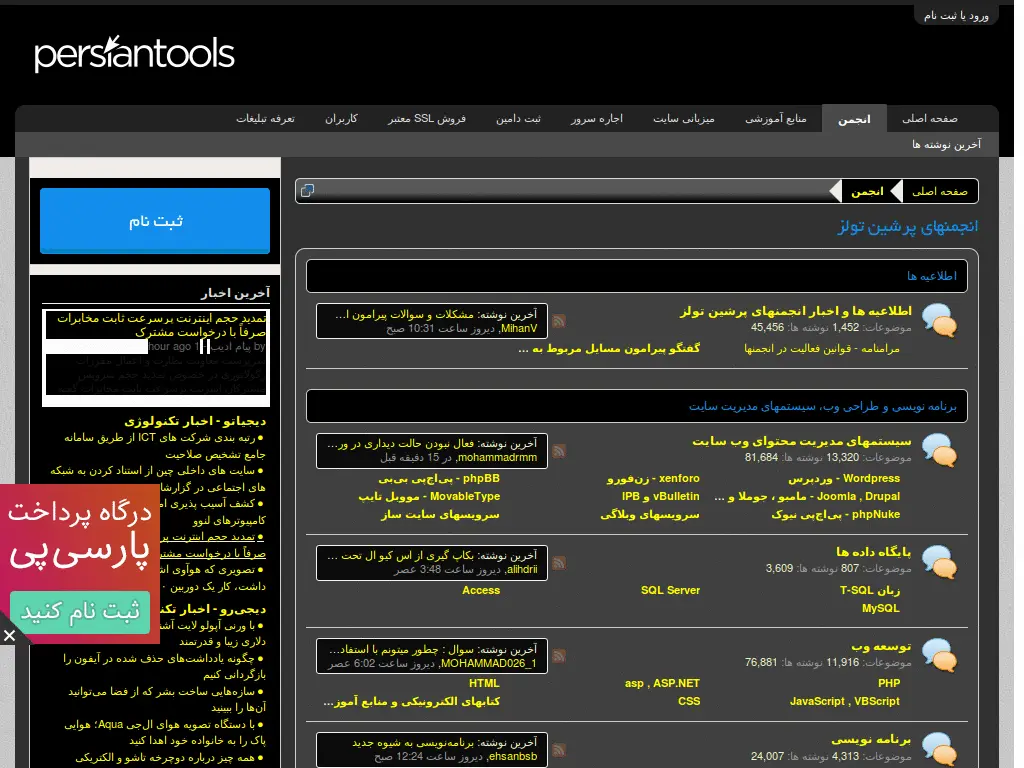 ورود یا ثبت نام
persiantools
صفحه اصلی
انجمن
منابع آموزشی
میزبانی سایت
اجاره سرور
ثبت دامین
فروش SSL معتبر
کاربران
تعرفه تبلیغات
آخرین نوشته ها
صفحه اصلی
انجمن
انجمنهای پرشین تولز
اطلاعیه ها
اطلاعیه ها و اخبار انجمنهای پرشین تولز
موضوعات: 1,452 نوشته ها: 45,456
مرامنامه - قوانین فعالیت در انجمنها
گفتگو پیرامون مسایل مربوط به ...
آخرین نوشته: مشکلات و سوالات پیرامون ا...
MihanV, دیروز ساعت 10:31 صبح
برنامه نویسی و طراحی وب، سیستمهای مدیریت سایت
سیستمهای مدیریت محتوای وب سایت
موضوعات: 13,320 نوشته ها: 81,684
آخرین نوشته: فعال نبودن حالت دیداری در ور...
mohammadrmm, در 15 دقیقه قبل
Wordpress - وردپرس
xenforo - زن‌فورو
phpBB - پی‌اچ‌پی بی‌بی
Joomla , Drupal - مامبو ، جوملا و ...
vBulletin و IPB
MovableType - موویل تایپ
phpNuke - پی‌اچ‌پی نیوک
سرویسهای وبلاگی
سرویسهای سایت ساز
پایگاه داده ها
موضوعات: 807 نوشته ها: 3,609
آخرین نوشته: بکاپ گیری از اس کیو ال تحت ...
alihdrii, دیروز ساعت 3:48 عصر
زبان T-SQL
SQL Server
Access
MySQL
توسعه وب
موضوعات: 11,916 نوشته ها: 76,881
آخرین نوشته: سوال : چطور میتونم با استفاد...
MOHAMMAD026_1, دیروز ساعت 6:02 عصر
PHP
asp , ASP.NET
HTML
JavaScript , VBScript
CSS
کتابهای الکترونیکی و منابع آموز...
برنامه نویسی
موضوعات: 4,313 نوشته ها: 24,007
آخرین نوشته: برنامه‌نویسی به شیوه جدید
ehsanbsb, دیروز ساعت 12:24 صبح
ثبت نام
آخرین اخبار
تمدید حجم اینترنت پرسرعت ثابت مخابرات
صرفاً با درخواست مشترک
by پیام ادیب - 1 hour ago
دیجیاتو - اخبار تکنولوژی
● رتبه بندی شرکت های ICT از طریق سامانه
جامع تشخیص صلاحیت
● سایت های داخلی چین از استناد کردن به شبکه
های اجتماعی در گزارشا
● کشف آسیب پذیری ام
کامپیوترهای لنوو
● تمدید حجم اینترنت پر
صرفاً با درخواست مشتر
● تصویری که هوآوی اش
داشت، کار یک دوربین
دیجی‌رو - اخبار تکن
● با ورنی آپولو لایت آشن
دلاری زیبا و قدرتمند
● چگونه یادداشت‌های حذف شده در آیفون را
بازگردانی کنیم
● سازه‌هایی ساخت بشر که از فضا می‌توانید
آن‌ها را ببینید
● با دستگاه تصویه هوای ال‌جی Aqua؛ هوایی
پاک را به خانواده خود اهدا کنید
● همه چیز درباره دوچرخه تاشو و الکتریکی
درگاه پرداخت
پارسی‌پی
ثبت نام کنید